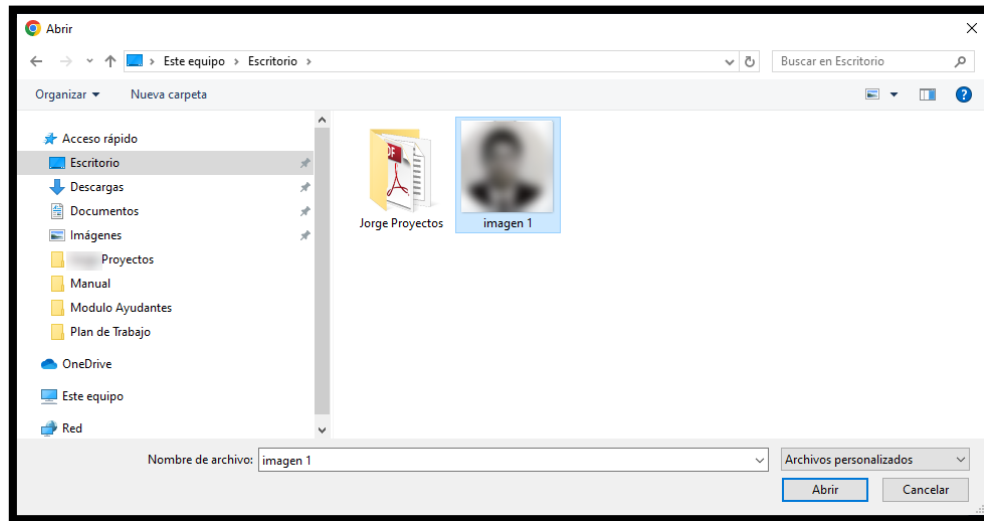 Abrir
Este equipo > Escritorio >
Buscar en Escritorio
Organizar
Nueva carpeta
Acceso rápido
Escritorio
Descargas
Documentos
Imágenes
Proyectos
Manual
Modulo Ayudantes
Plan de Trabajo
OneDrive
Este equipo
Red
PDF
Jorge Proyectos
imagen 1
Nombre de archivo: imagen 1
Archivos personalizados
Abrir
Cancelar